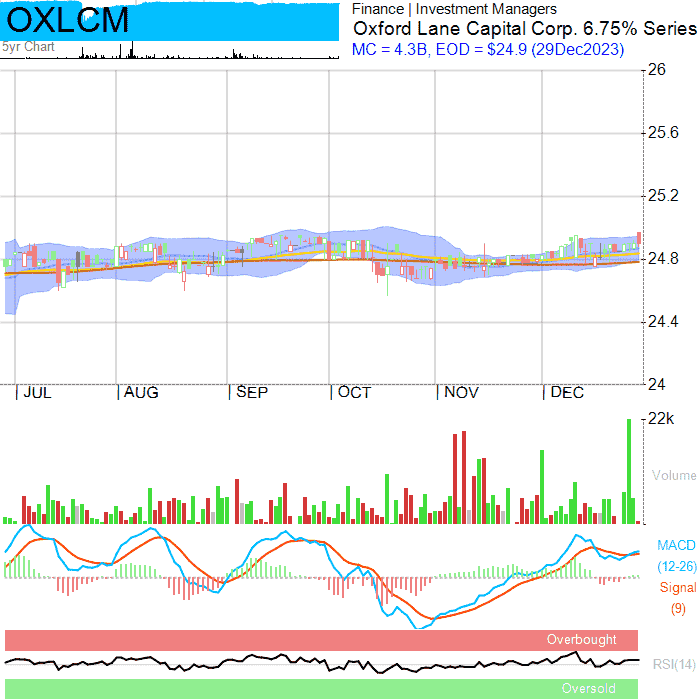 OXLCM
5yr Chart
Finance | Investment Managers
Oxford Lane Capital Corp. 6.75% Series
MC = 4.3B, EOD = $24.9 (29Dec2023)
26
25.6
25.2
24.8
24.4
24
| JUL | AUG | SEP | OCT | NOV | DEC
22k
Volume
MACD
(12-26)
Signal
(9)
Overbought
RSI(14)
Oversold